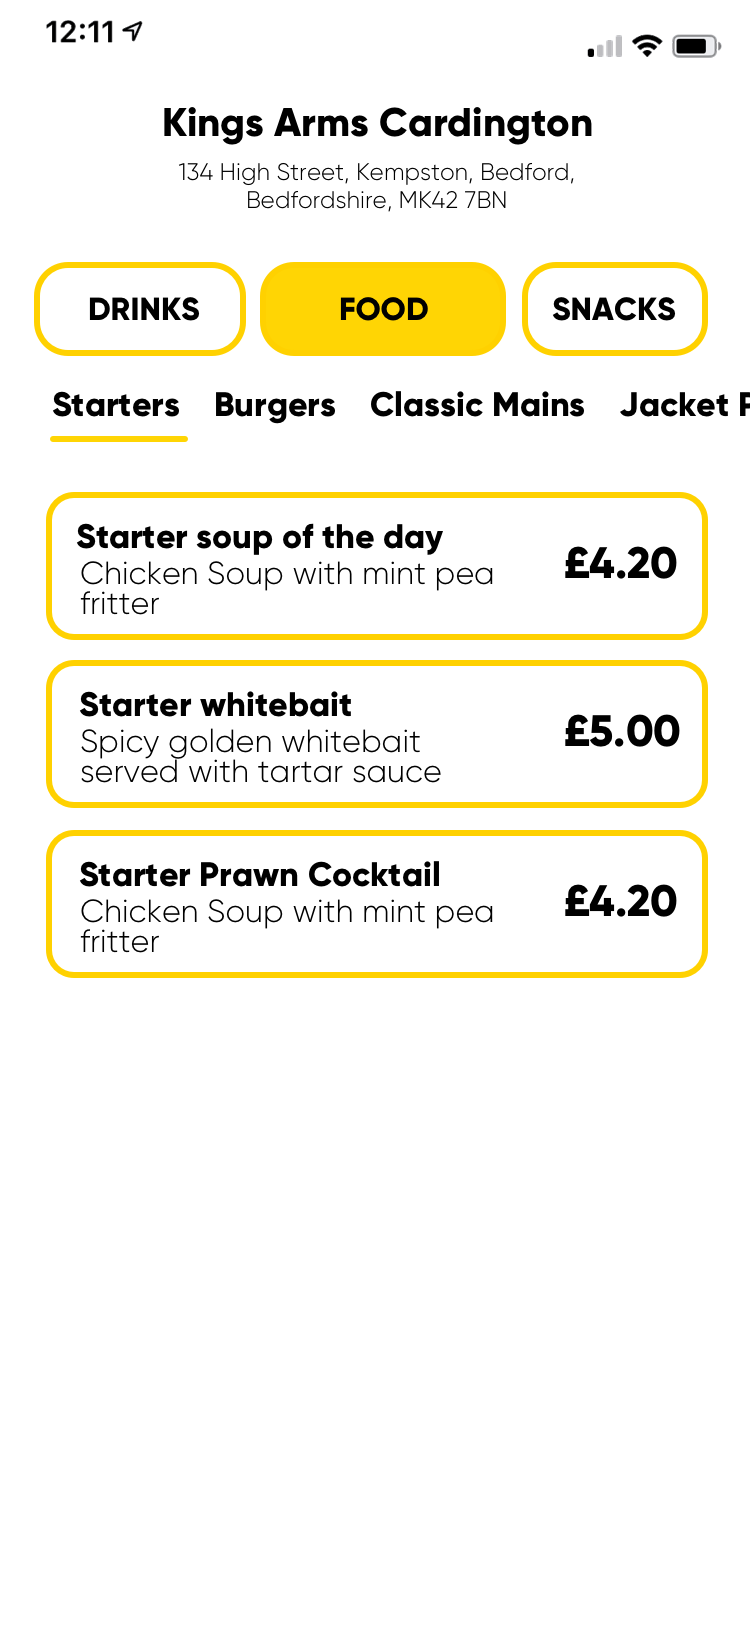 12:11
Kings Arms Cardington
134 High Street, Kempston, Bedford,
Bedfordshire, MK42 7BN
DRINKS FOOD SNACKS
Starters Burgers Classic Mains Jacket P
Starter soup of the day
Chicken Soup with mint pea
fritter
£4.20
Starter whitebait
Spicy golden whitebait
served with tartar sauce
£5.00
Starter Prawn Cocktail
Chicken Soup with mint pea
fritter
£4.20